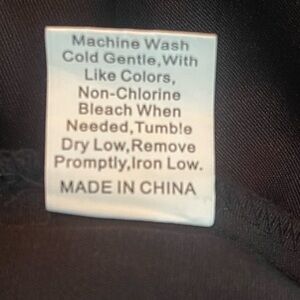 Machine Wash
Cold Gentle,With
Like Colors,
Non-Chlorine
Bleach When
Needed,Tumble
Dry Low,Remove
Promptly,Iron Low.
MADE IN CHINA